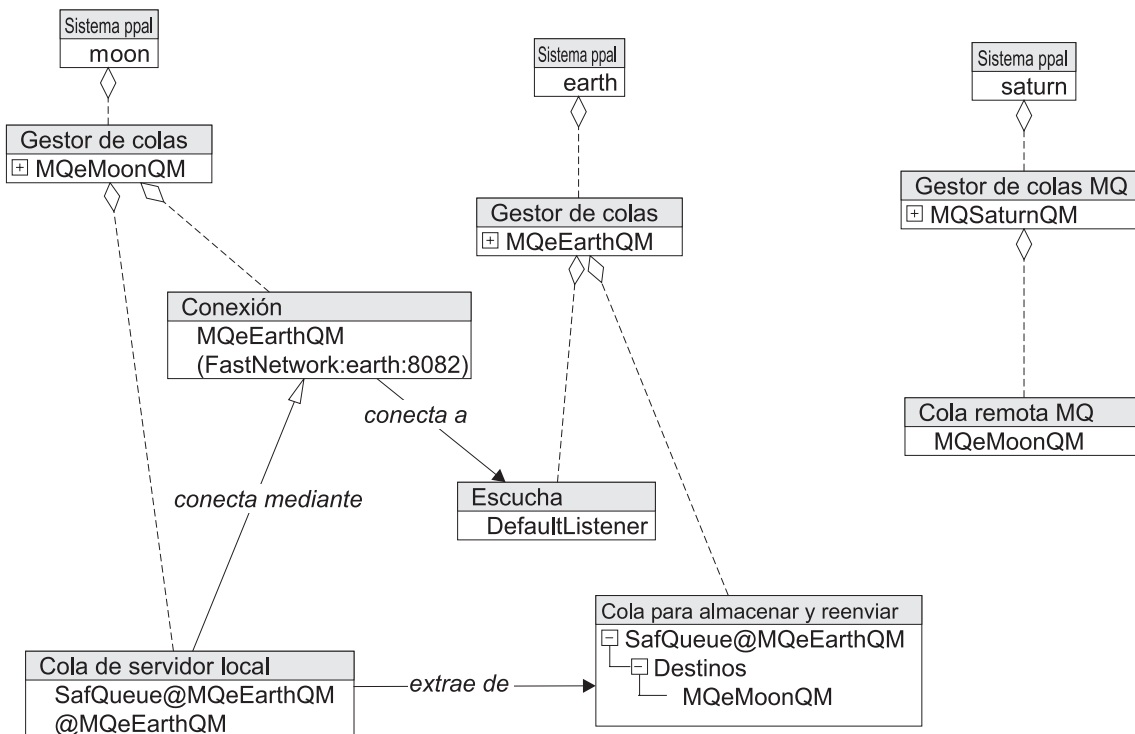 Sistema ppal
moon
Gestor de colas
MQeMoonQM
Sistema ppal
earth
Gestor de colas
MQeEarthQM
Sistema ppal
saturn
Gestor de colas MQ
MQSaturnQM
Conexión
MQeEarthQM
(FastNetwork:earth:8082)
conecta a
Cola remota MQ
MQeMoonQM
conecta mediante
Escucha
DefaultListener
Cola de servidor local
SafQueue@MQeEarthQM
@MQeEarthQM
extrae de
Cola para almacenar y reenviar
SafQueue@MQeEarthQM
Destinos
MQeMoonQM